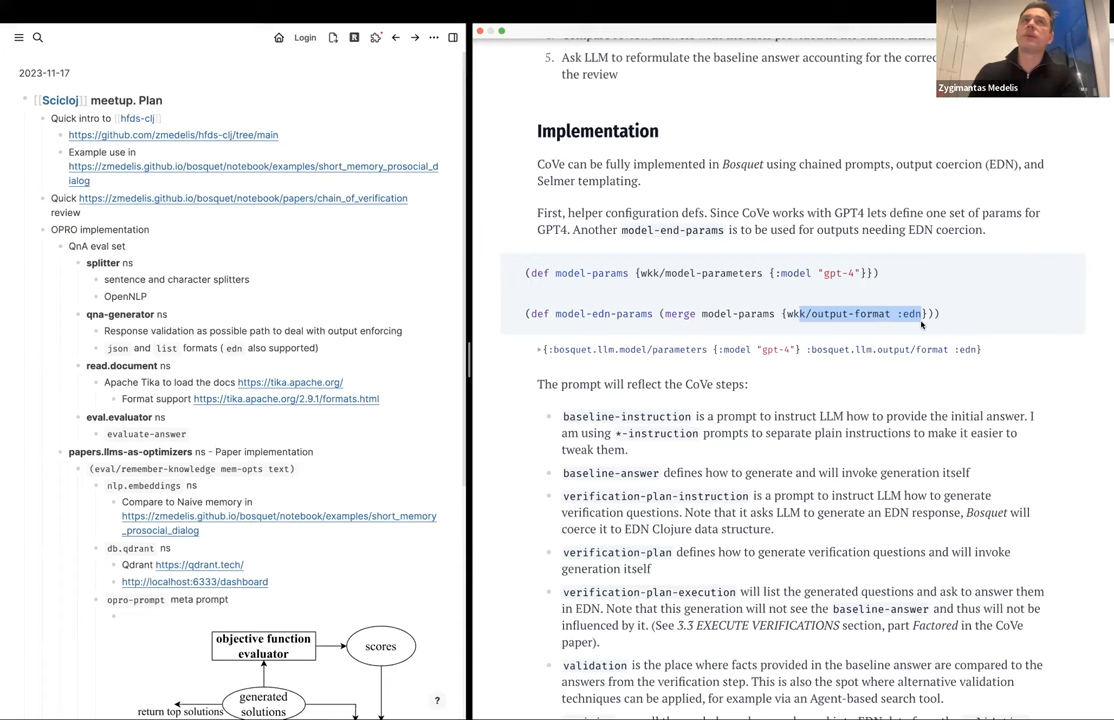 Login
2023-11-17
[[Scicloj]] meetup. Plan
Quick intro to [[hfds-clj]]
https://github.com/zmedelis/hfds-clj/tree/main
Example use in
https://zmedelis.github.io/bosquet/notebook/examples/short_memory_prosocial_d
ialog
Quick https://zmedelis.github.io/bosquet/notebook/papers/chain_of_verification
review
OPRO implementation
QnA eval set
splitter ns
sentence and character splitters
OpenNLP
qna-generator ns
Response validation as possible path to deal with output enforcing
json and list formats ( edn also supported)
read.document ns
Apache Tika to load the docs https://tika.apache.org/
Format support https://tika.apache.org/2.9.1/formats.html
eval.evaluator ns
evaluate-answer
papers.llms-as-optimizers ns - Paper implementation
(eval/remember-knowledge mem-opts text)
nlp.embeddings ns
Compare to Naive memory in
https://zmedelis.github.io/bosquet/notebook/examples/short_memory
_prosocial_dialog
db.qdrant ns
Qdrant https://qdrant.tech/
http://localhost:6333/dashboard
opro-prompt meta prompt
objective function
evaluator
scores
generated
solutions
return top solutions
?
5. Ask LLM to reformulate the baseline answer accounting for the correc
the review
Zygimantas Medelis
Implementation
CoVe can be fully implemented in Bosquet using chained prompts, output coercion (EDN), and
Selmer templating.
First, helper configuration defs. Since CoVe works with GPT4 lets define one set of params for
GPT4. Another model-end-params is to be used for outputs needing EDN coercion.
(def model-params {wkk/model-parameters {:model "gpt-4"}})
(def model-edn-params (merge model-params {wkk/output-format :edn}))
{:bosquet.llm.model/parameters {:model "gpt-4"} :bosquet.llm.output/format :edn}
The prompt will reflect the CoVe steps:
baseline-instruction is a prompt to instruct LLM how to provide the initial answer. I
am using *-instruction prompts to separate plain instructions to make it easier to
tweak them.
baseline-answer defines how to generate and will invoke generation itself
verification-plan-instruction is a prompt to instruct LLM how to generate
verification questions. Note that it asks LLM to generate an EDN response, Bosquet will
coerce it to EDN Clojure data structure.
verification-plan defines how to generate verification questions and will invoke
generation itself
verification-plan-execution will list the generated questions and ask to answer them
in EDN. Note that this generation will not see the baseline-answer and thus will not be
influenced by it. (See 3.3 EXECUTE VERIFICATIONS section, part Factored in the CoVe
paper).
validation is the place where facts provided in the baseline answer are compared to the
answers from the verification step. This is also the spot where alternative validation
techniques can be applied, for example via an Agent-based search tool.